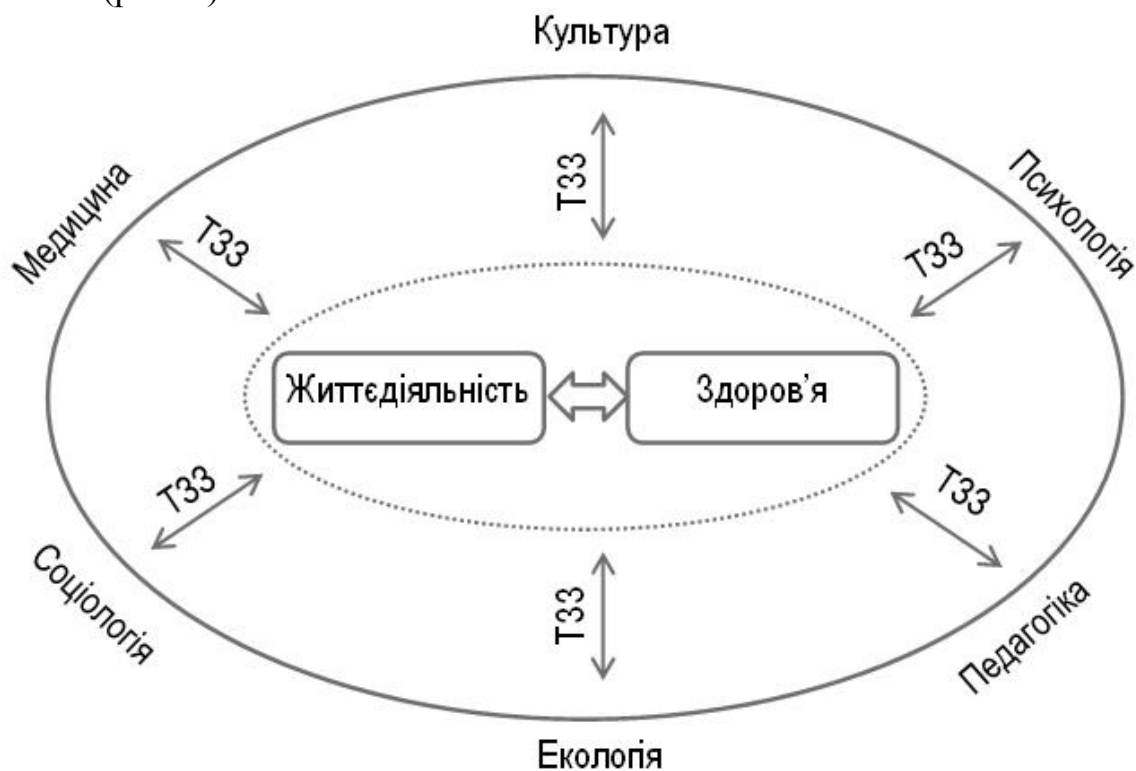 Культура
Медицина
ТЗЗ
ТЗЗ
ТЗЗ
Психологія
Життєдіяльність
Здоров’я
ТЗЗ
ТЗЗ
ТЗЗ
Соціологія
Педагогіка
Екологія